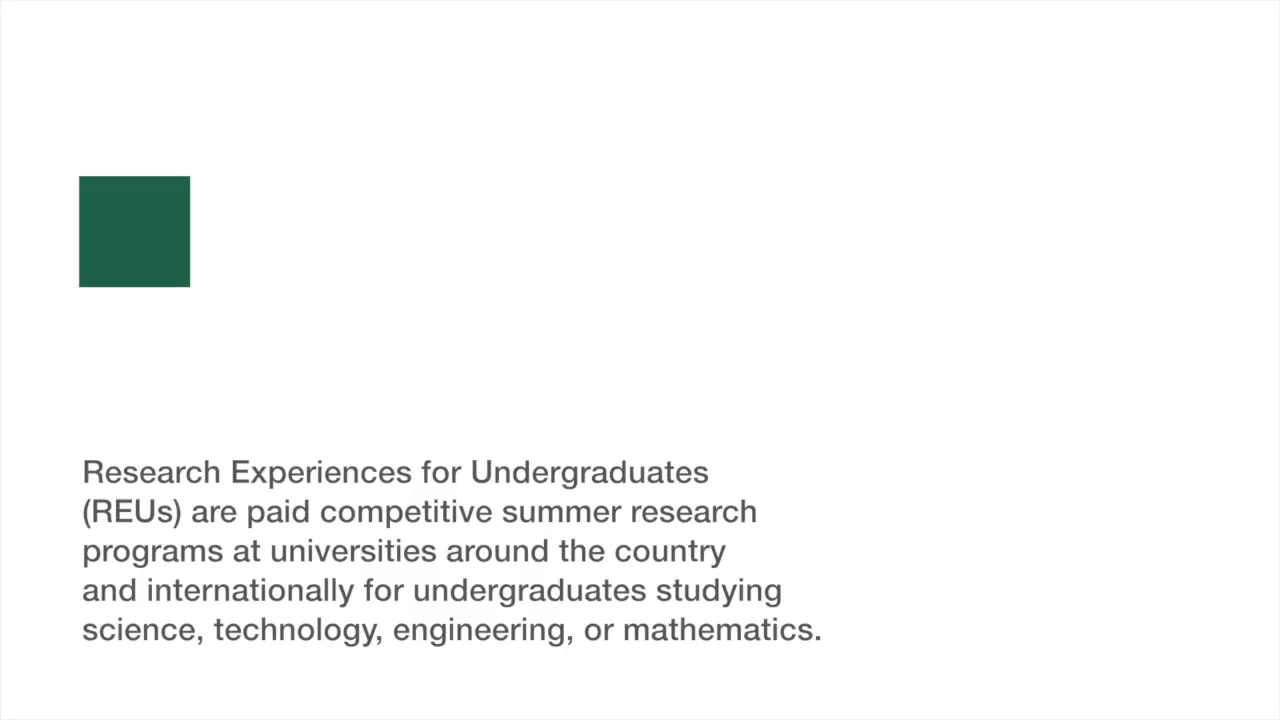 Research Experiences for Undergraduates
(REUs) are paid competitive summer research
programs at universities around the country
and internationally for undergraduates studying
science, technology, engineering, or mathematics.